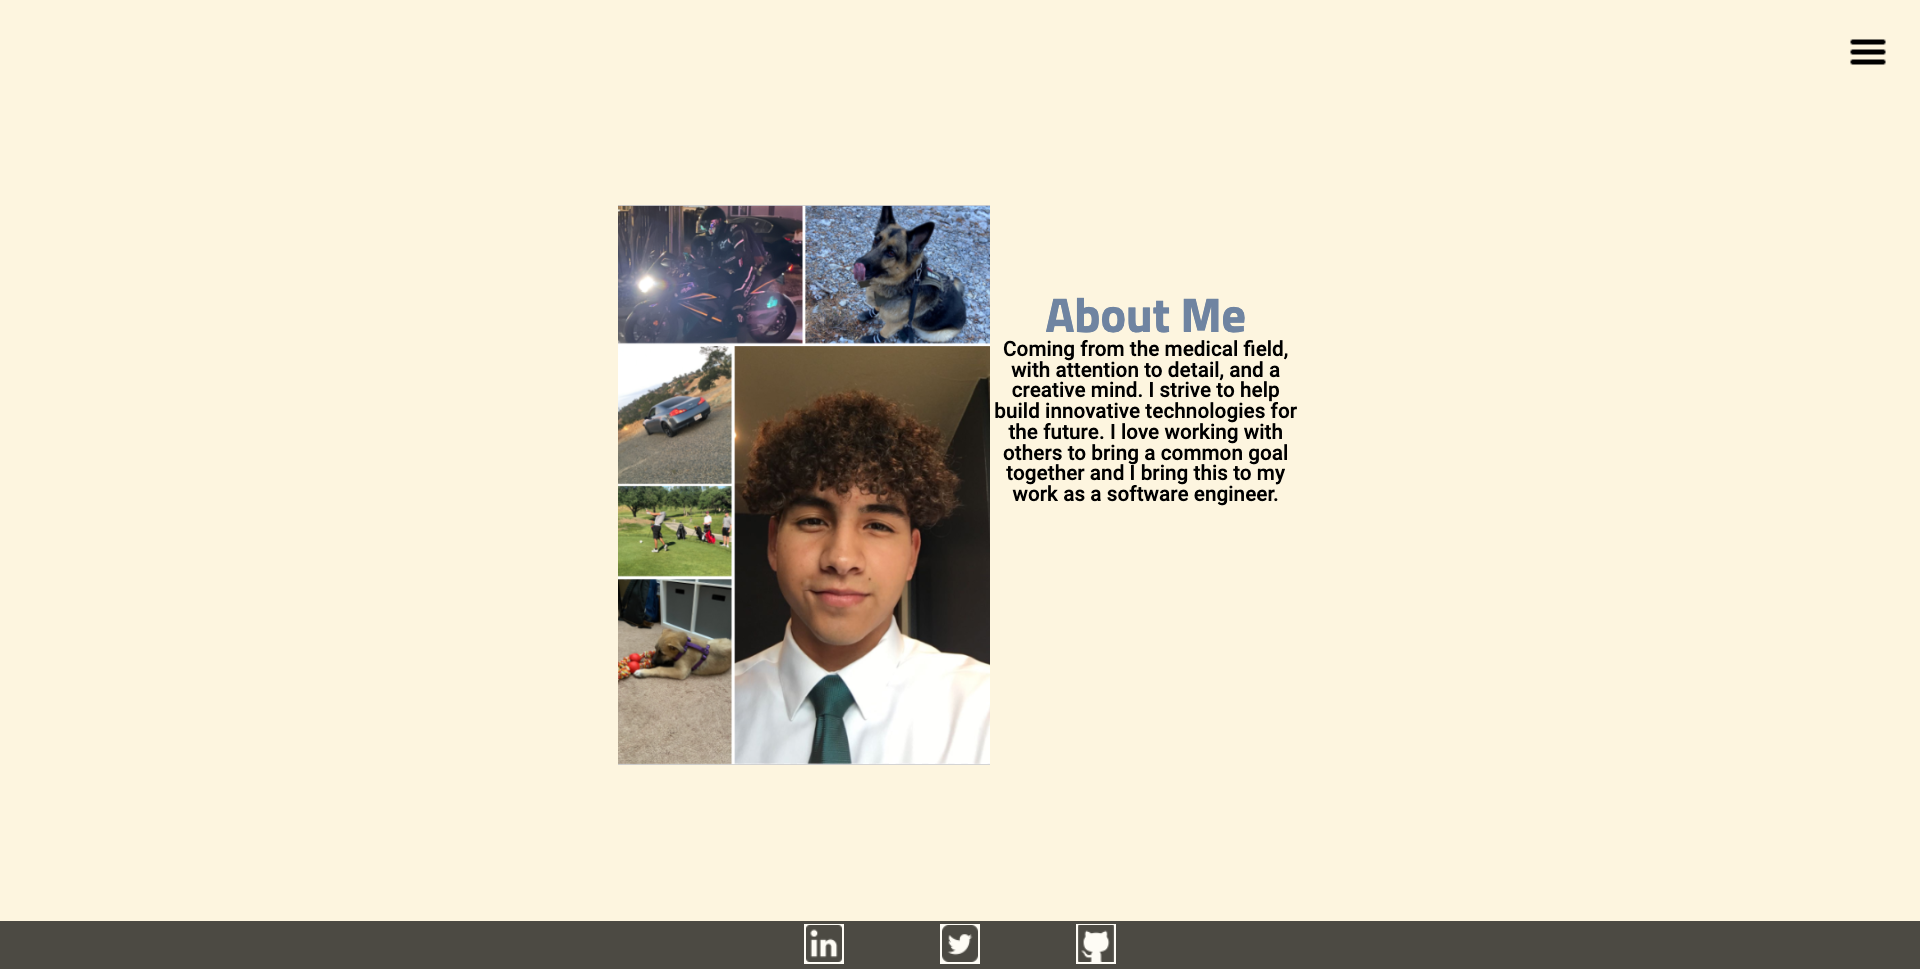 About Me
Coming from the medical field,
with attention to detail, and a
creative mind. I strive to help
build innovative technologies for
the future. I love working with
others to bring a common goal
together and I bring this to my
work as a software engineer.
in